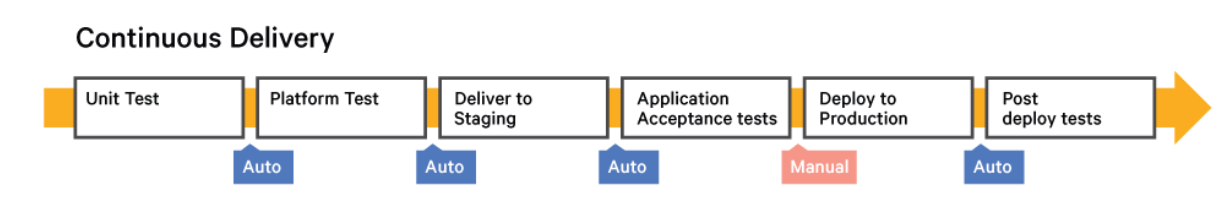 Continuous Delivery
Unit Test
Platform Test
Deliver to
Staging
Application
Acceptance tests
Deploy to
Production
Post
deploy tests
Auto
Auto
Auto
Manual
Auto